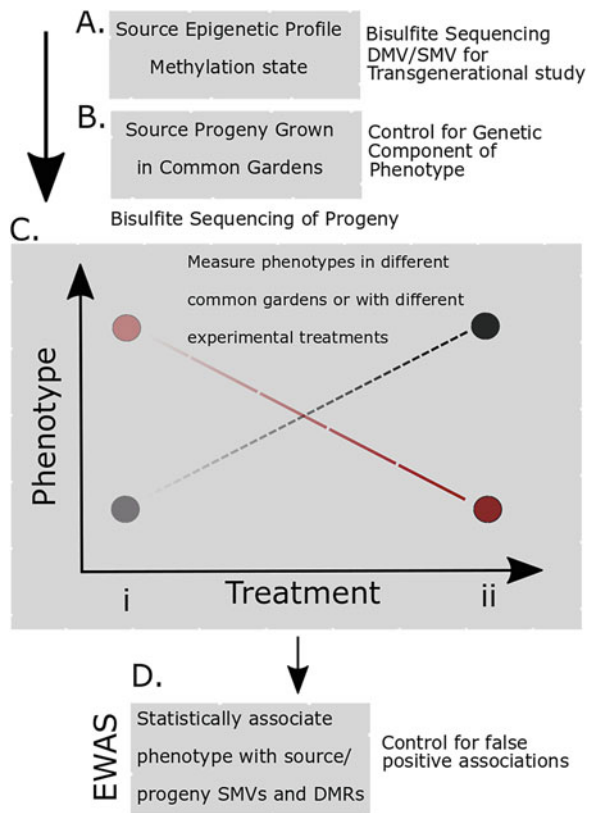 A.
Source Epigenetic Profile
Methylation state
Bisulfite Sequencing
DMV/SMV for
Transgenerational study
B.
Source Progeny Grown
in Common Gardens
Control for Genetic
Component of
Phenotype
Bisulfite Sequencing of Progeny
C.
Measure phenotypes in different
common gardens or with different
experimental treatments
Phenotype
i
Treatment
ii
D.
EWAS
Statistically associate
phenotype with source/
progeny SMVs and DMRs
Control for false
positive associations